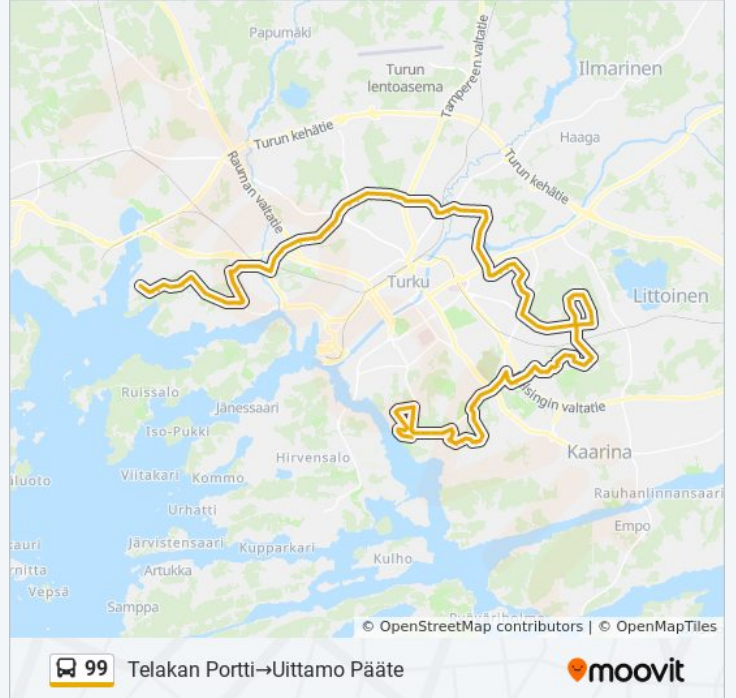 Papumäki
Turun
lentoasema
Tampereen valtatie
Ilmarinen
Haaga
Turun kehätie
Rauman valtatie
Turun kehätie
Turku
Littoinen
Ruissalo
Jänessaari
Iso-Pukki
singin valtatie
Kaarina
Hirvensalo
Viitakari
Kommo
aluoto
Rauhanlinnansaari
Urhatti
Empo
auri
Järvistensaari
Kupparkari
Kulho
rnitta
Artukka
Vepsä
Samppa
© OpenStreetMap contributors | © OpenMapTiles
99 Telakan Portti→Uittamo Pääte
moovit